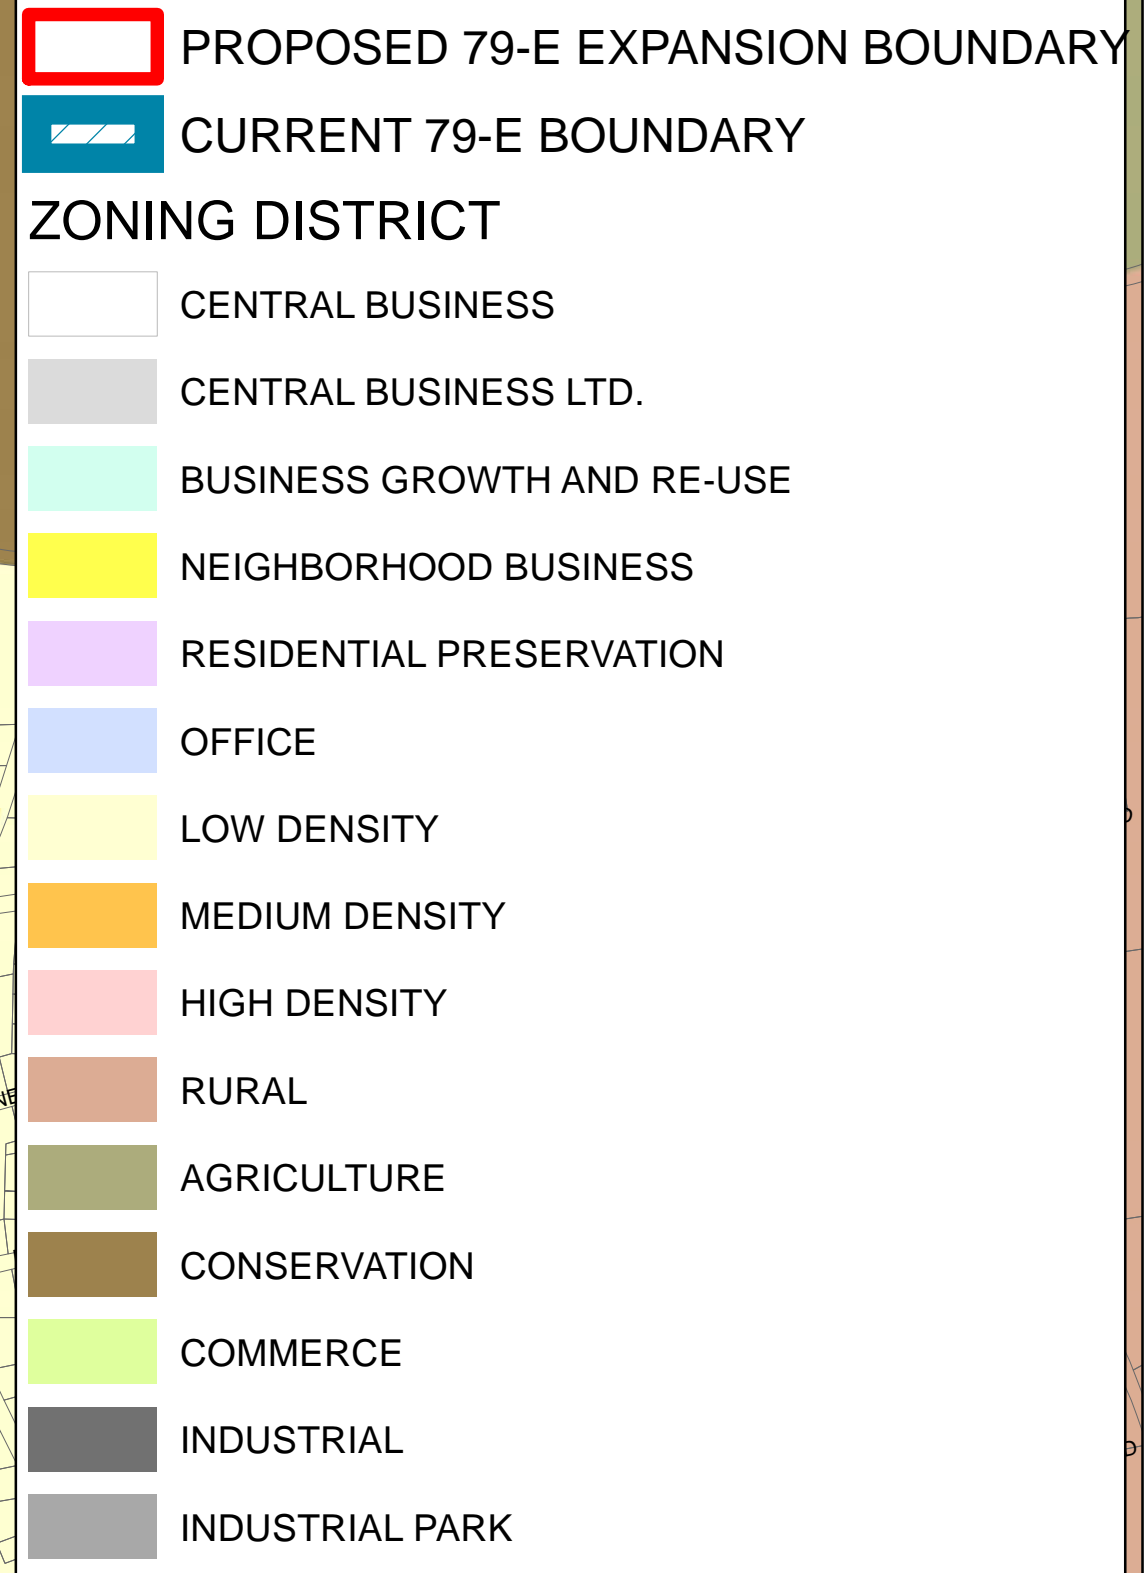 PROPOSED 79-E EXPANSION BOUNDARY
CURRENT 79-E BOUNDARY
ZONING DISTRICT
CENTRAL BUSINESS
CENTRAL BUSINESS LTD.
BUSINESS GROWTH AND RE-USE
NEIGHBORHOOD BUSINESS
RESIDENTIAL PRESERVATION
OFFICE
LOW DENSITY
MEDIUM DENSITY
HIGH DENSITY
RURAL
AGRICULTURE
CONSERVATION
COMMERCE
INDUSTRIAL
INDUSTRIAL PARK